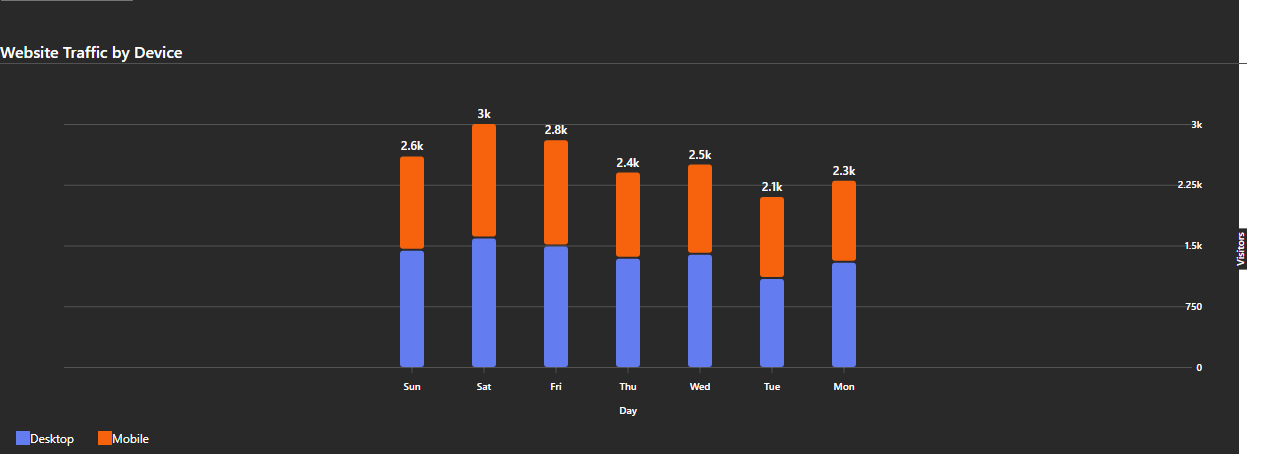 Website Traffic by Device
3k
2.8k
2.6k
2.5k
2.4k
2.3k
2.1k
3k
2.25k
1.5k
750
0
Visitors
Sun Sat Fri Thu Wed Tue Mon
Day
Desktop Mobile